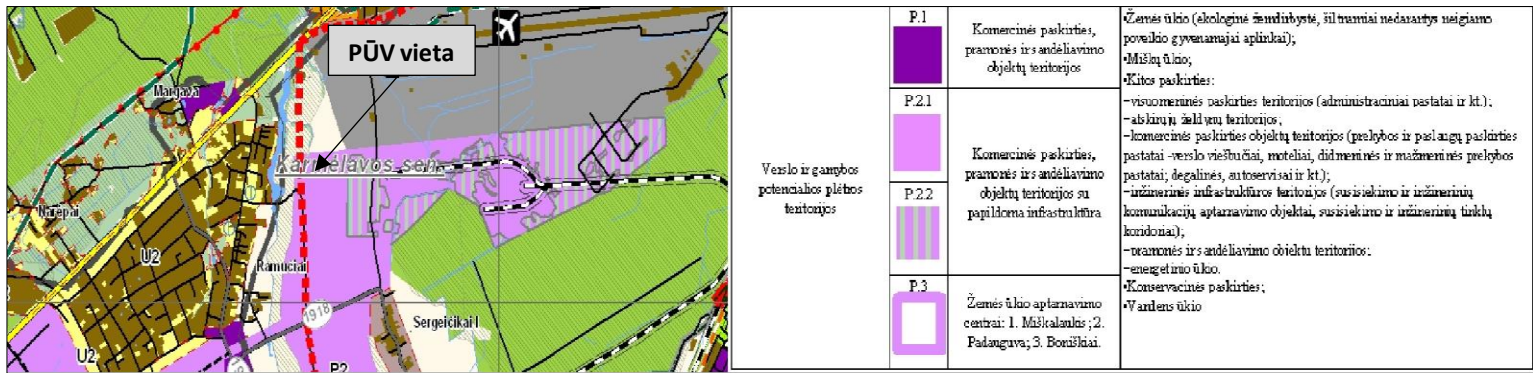 PŪV vieta
Margava
Karmėlavos sen.
Narėpai
U2
Ramučiai
1918
Sergeičikai I
U2
P2
Verslo ir gamybos
potencialios plėtros
teritorijos
P.1
Komercinės paskirties,
pramonės ir sandėliavimo
objektų teritorijos
P.2.1
P.2.2
Komercinės paskirties,
pramonės ir sandėliavimo
objektų teritorijos su
papildoma infrastruktūra
P.3
Žemės ūkio aptarnavimo
centrai: 1. Miškalaukis; 2.
Padauguva; 3. Boniškiai.
•Žemės ūkio (ekologinė žemdirbystė, šiltnamiai nedarantys neigiamo
poveikio gyvenamajai aplinkai);
•Miškų ūkio;
•Kitos paskirties:
–visuomeninės paskirties teritorijos (administraciniai pastatai ir kt.);
–atskirųjų želdynų teritorijos;
–komercinės paskirties objektų teritorijos (prekybos ir paslaugų paskirties
pastatai -verslo viešbučiai, moteliai, didmeninės ir mažmeninės prekybos
pastatai; degalinės, autoservisai ir kt.);
–inžinerinės infrastruktūros teritorijos (susisiekimo ir inžinerinių
komunikacijų, aptarnavimo objektai, susisiekimo ir inžinerinių tinklų
koridoriai);
–pramonės ir sandėliavimo objektu teritorijos;
–energetinio ūkio.
•Konservacinės paskirties;
•Vandens ūkio